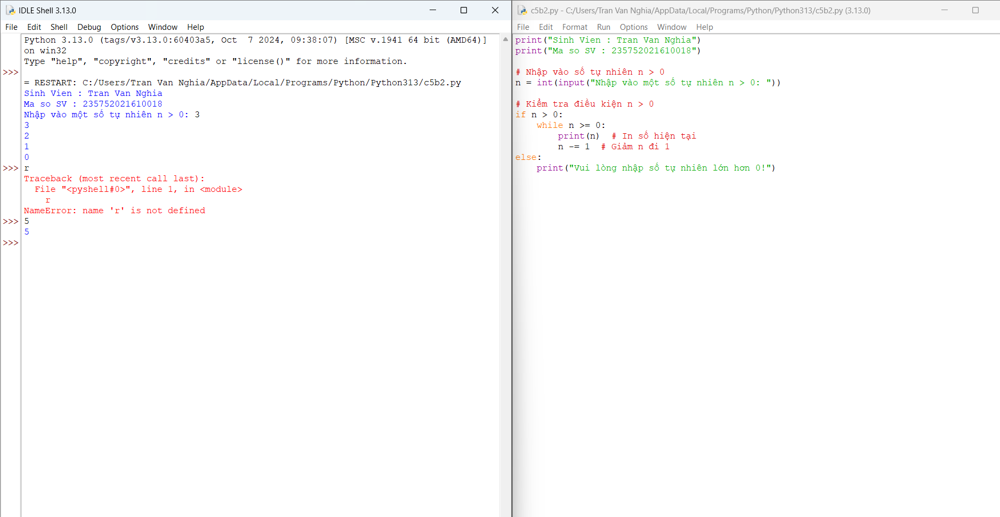 IDLE Shell 3.13.0
File Edit Shell Debug Options Window Help
Python 3.13.0 (tags/v3.13.0:60403a5, Oct  7 2024, 09:38:07) [MSC v.1941 64 bit (AMD64)]
on win32
Type "help", "copyright", "credits" or "license()" for more information.
>>>
= RESTART: C:/Users/Tran Van Nghia/AppData/Local/Programs/Python/Python313/c5b2.py
Sinh Vien : Tran Van Nghia
Ma so SV : 235752021610018
Nhập vào một số tự nhiên n > 0: 3
3
2
1
0
>>> r
Traceback (most recent call last):
  File "<pyshell#0>", line 1, in <module>
    r
NameError: name 'r' is not defined
>>> 5
5
>>>
c5b2.py - C:/Users/Tran Van Nghia/AppData/Local/Programs/Python/Python313/c5b2.py (3.13.0)
File Edit Format Run Options Window Help
print("Sinh Vien : Tran Van Nghia")
print("Ma so SV : 235752021610018")
# Nhập vào số tự nhiên n > 0
n = int(input("Nhập vào một số tự nhiên n > 0: "))
# Kiểm tra điều kiện n > 0
if n > 0:
    while n >= 0:
        print(n)  # In số hiện tại
        n -= 1  # Giảm n đi 1
else:
    print("Vui lòng nhập số tự nhiên lớn hơn 0!")